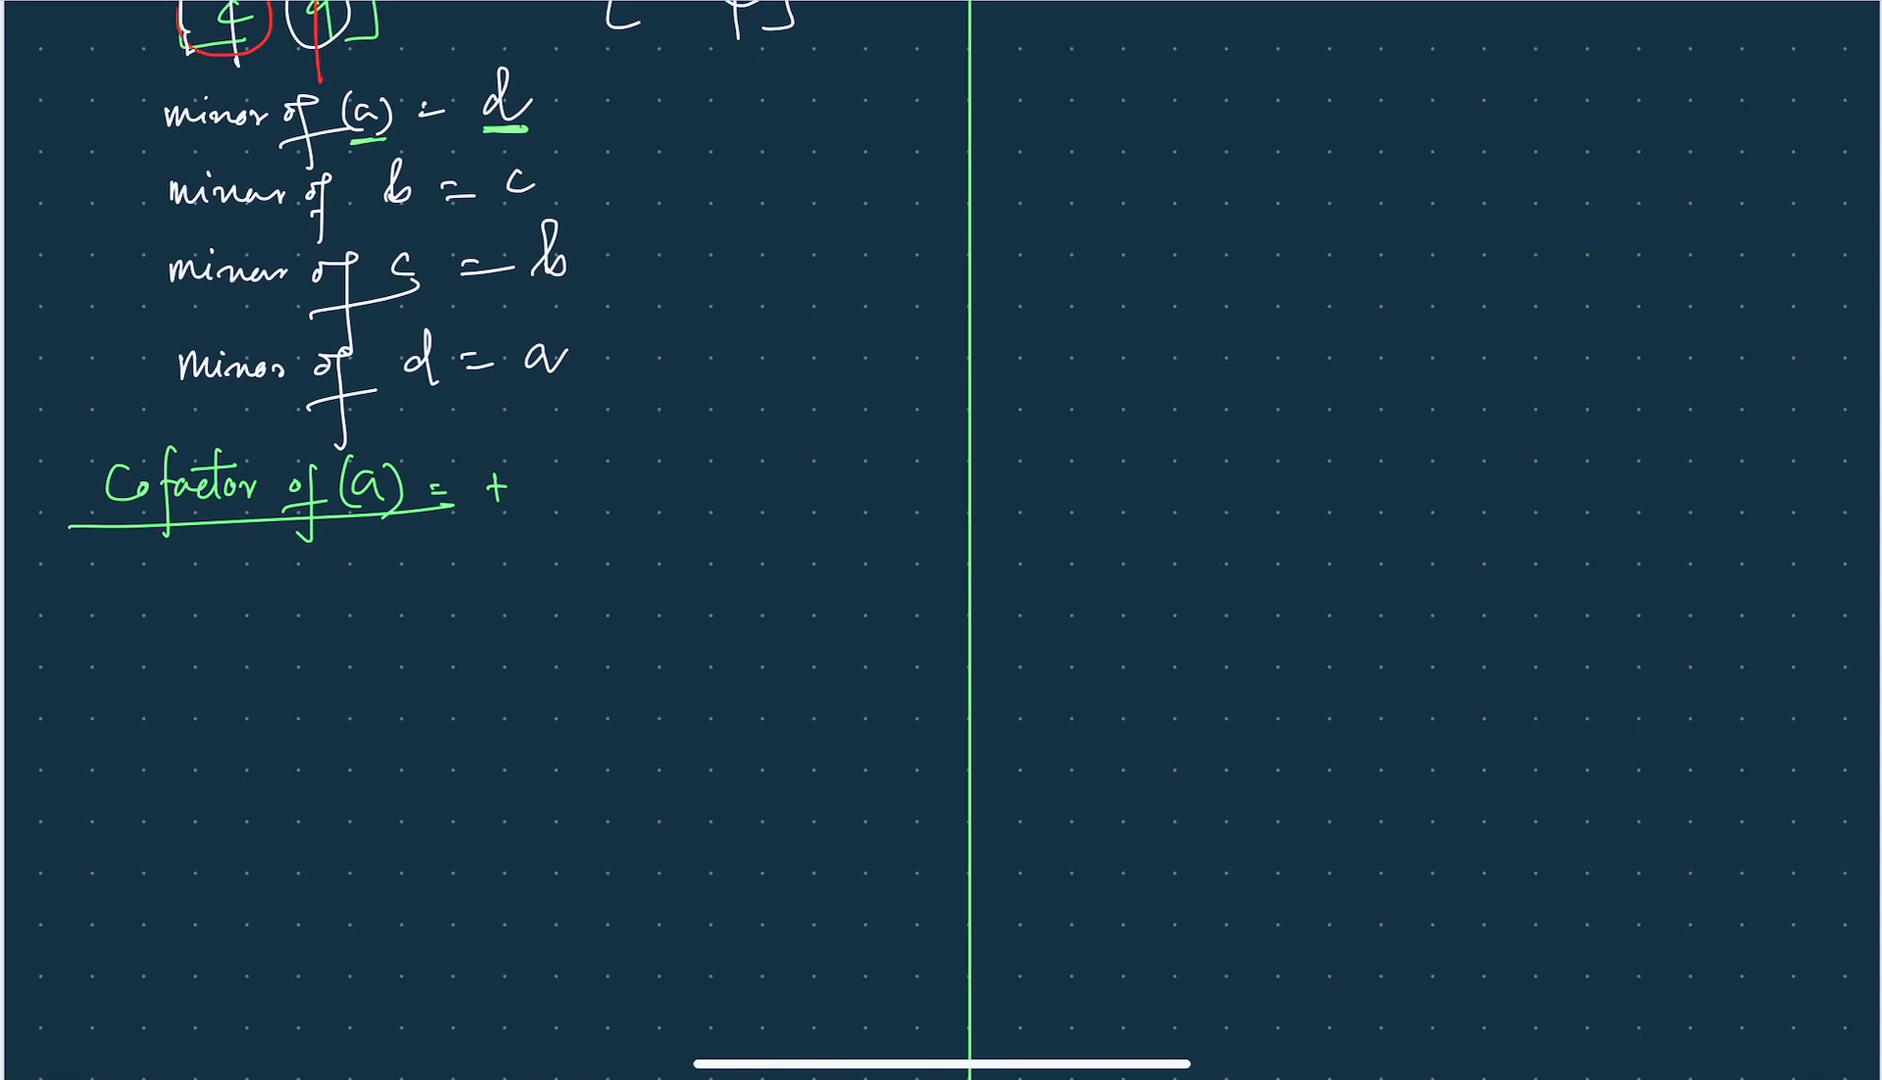 minor of (a) = d
minor of b = c
minor of c = b
minor of d = a
Cofactor of (a) = +